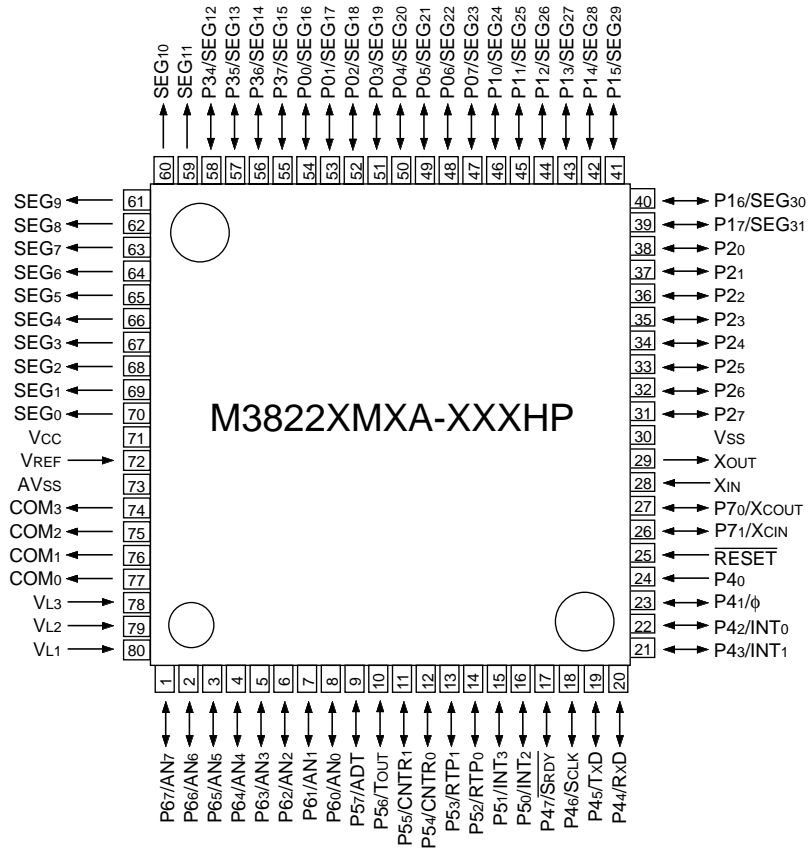 SEG10
SEG11
P34/SEG12
P35/SEG13
P36/SEG14
P37/SEG15
P00/SEG16
P01/SEG17
P02/SEG18
P03/SEG19
P04/SEG20
P05/SEG21
P06/SEG22
P07/SEG23
P10/SEG24
P11/SEG25
P12/SEG26
P13/SEG27
P14/SEG28
P15/SEG29
60 59 58 57 56 55 54 53 52 51 50 49 48 47 46 45 44 43 42 41
SEG9 61
SEG8 62
SEG7 63
SEG6 64
SEG5 65
SEG4 66
SEG3 67
SEG2 68
SEG1 69
SEG0 70
VCC 71
VREF 72
AVSS 73
COM3 74
COM2 75
COM1 76
COM0 77
VL3 78
VL2 79
VL1 80
M3822XMXA-XXXHP
40 P16/SEG30
39 P17/SEG31
38 P20
37 P21
36 P22
35 P23
34 P24
33 P25
32 P26
31 P27
30 VSS
29 XOUT
28 XIN
27 P70/XCOUT
26 P71/XCIN
25 RESET
24 P40
23 P41/ϕ
22 P42/INT0
21 P43/INT1
1 2 3 4 5 6 7 8 9 10 11 12 13 14 15 16 17 18 19 20
P67/AN7
P66/AN6
P65/AN5
P64/AN4
P63/AN3
P62/AN2
P61/AN1
P60/AN0
P57/ADT
P56/TOUT
P55/CNTR1
P54/CNTR0
P53/RTP1
P52/RTP0
P51/INT3
P50/INT2
P47/SRDY
P46/SCLK
P45/TXD
P44/RXD